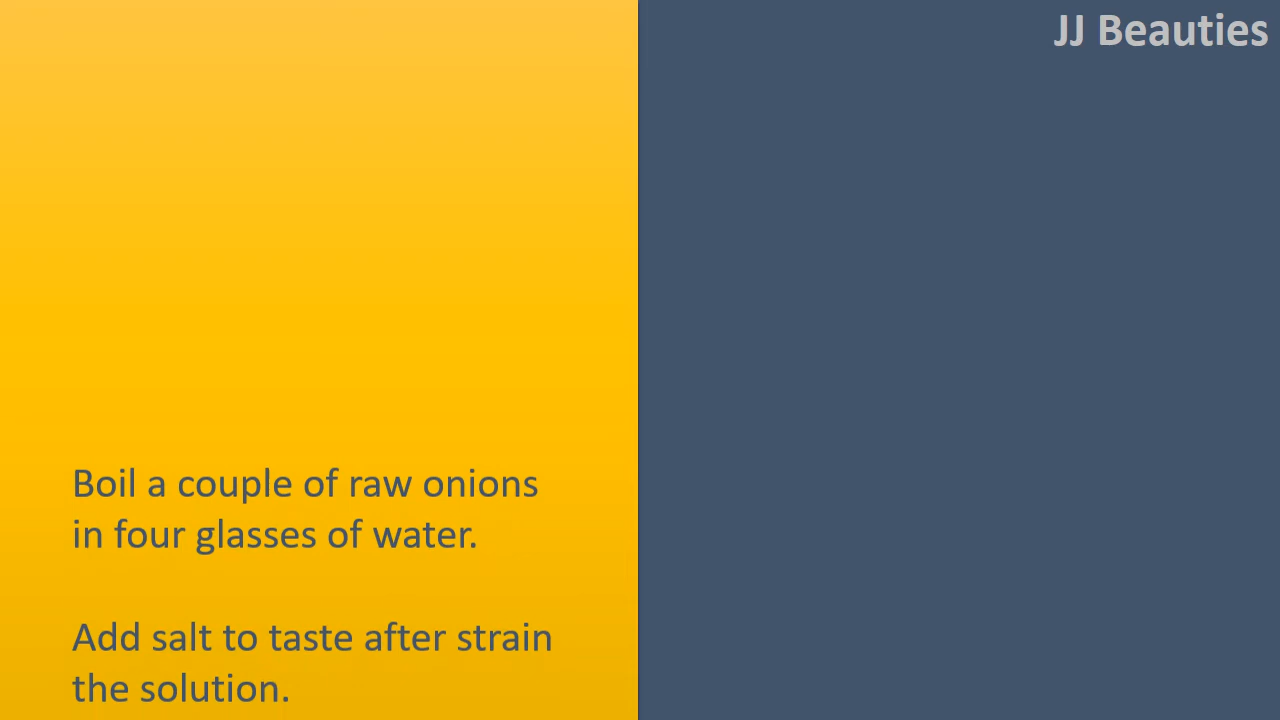 JJ Beauties
Boil a couple of raw onions
in four glasses of water.
Add salt to taste after strain
the solution.